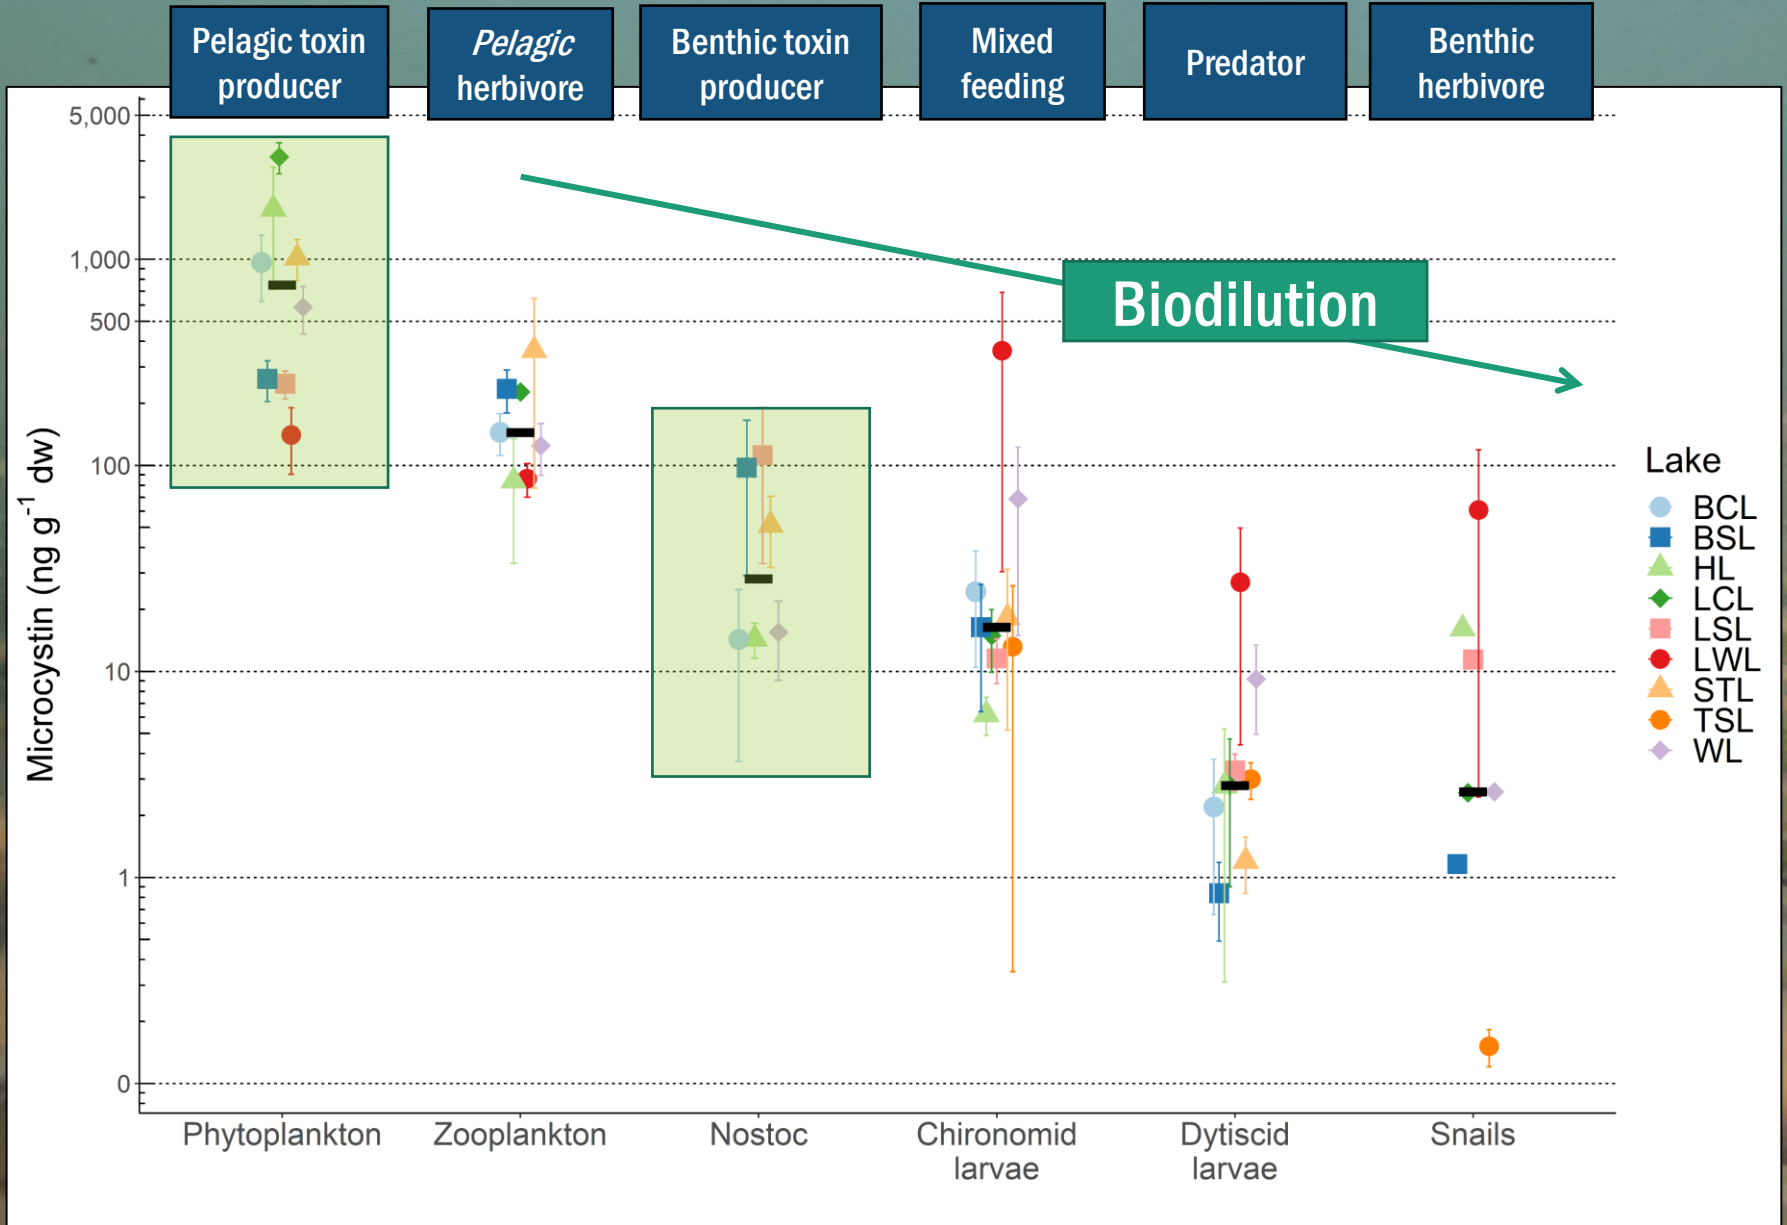 Pelagic toxin
producer
Pelagic
herbivore
Benthic toxin
producer
Mixed
feeding
Predator
Benthic
herbivore
Biodilution
Microcystin (ng g⁻¹ dw)
5,000
1,000
500
100
10
1
0
Phytoplankton
Zooplankton
Nostoc
Chironomid
larvae
Dytiscid
larvae
Snails
Lake
BCL
BSL
HL
LCL
LSL
LWL
STL
TSL
WL